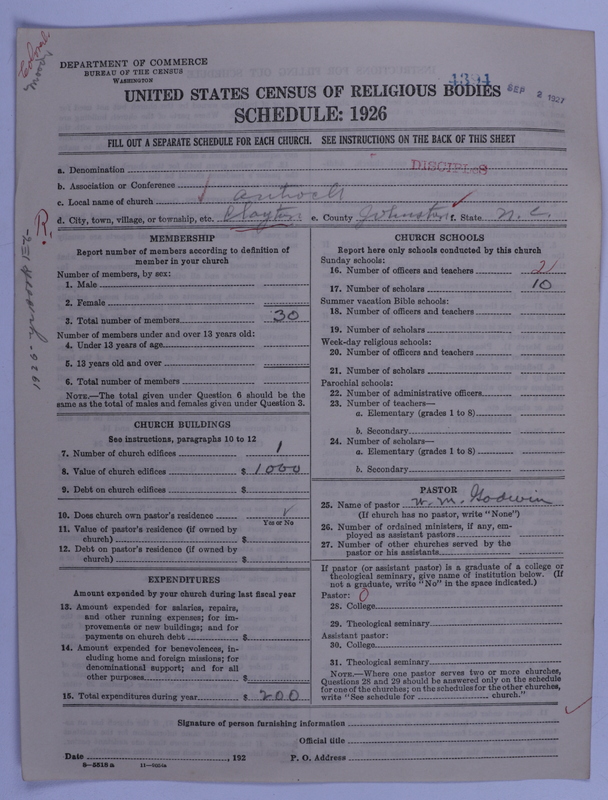 DEPARTMENT OF COMMERCE
BUREAU OF THE CENSUS
WASHINGTON
4394
SEP 2 1927
UNITED STATES CENSUS OF RELIGIOUS BODIES
SCHEDULE: 1926
FILL OUT A SEPARATE SCHEDULE FOR EACH CHURCH. SEE INSTRUCTIONS ON THE BACK OF THIS SHEET
a. Denomination DISCIPLES
b. Association or Conference
c. Local name of church Antioch
d. City, town, village, or township, etc. Clayton e. County Johnston f. State N. C.
R.
MEMBERSHIP
Report number of members according to definition of
member in your church
Number of members, by sex:
1. Male
2. Female
3. Total number of members 30
Number of members under and over 13 years old:
4. Under 13 years of age
5. 13 years old and over
6. Total number of members
NOTE.—The total given under Question 6 should be the
same as the total of males and females given under Question 3.
CHURCH BUILDINGS
See instructions, paragraphs 10 to 12
7. Number of church edifices 1
8. Value of church edifices $ 1000
9. Debt on church edifices $
10. Does church own pastor's residence ✓
Yes or No
11. Value of pastor's residence (if owned by
church) $
12. Debt on pastor's residence (if owned by
church) $
EXPENDITURES
Amount expended by your church during last fiscal year
13. Amount expended for salaries, repairs,
and other running expenses; for im-
provements or new buildings; and for
payments on church debt $
14. Amount expended for benevolences, in-
cluding home and foreign missions; for
denominational support; and for all
other purposes $
15. Total expenditures during year $ 200
CHURCH SCHOOLS
Report here only schools conducted by this church
Sunday schools:
16. Number of officers and teachers 2
17. Number of scholars 10
Summer vacation Bible schools:
18. Number of officers and teachers
19. Number of scholars
Week-day religious schools:
20. Number of officers and teachers
21. Number of scholars
Parochial schools:
22. Number of administrative officers
23. Number of teachers—
a. Elementary (grades 1 to 8)
b. Secondary
24. Number of scholars—
a. Elementary (grades 1 to 8)
b. Secondary
PASTOR
25. Name of pastor W. M. Godwin
(If church has no pastor, write "None")
26. Number of ordained ministers, if any, em-
ployed as assistant pastors
27. Number of other churches served by the
pastor or his assistants
If pastor (or assistant pastor) is a graduate of a college or
theological seminary, give name of institution below. (If
not a graduate, write "No" in the space indicated.)
Pastor: 0
28. College
29. Theological seminary
Assistant pastor:
30. College
31. Theological seminary
NOTE.—Where one pastor serves two or more churches,
Questions 28 and 29 should be answered only on the schedule
for one of the churches; on the schedules for the other churches,
write "See schedule for church."
Signature of person furnishing information
Official title
Date , 192 P. O. Address